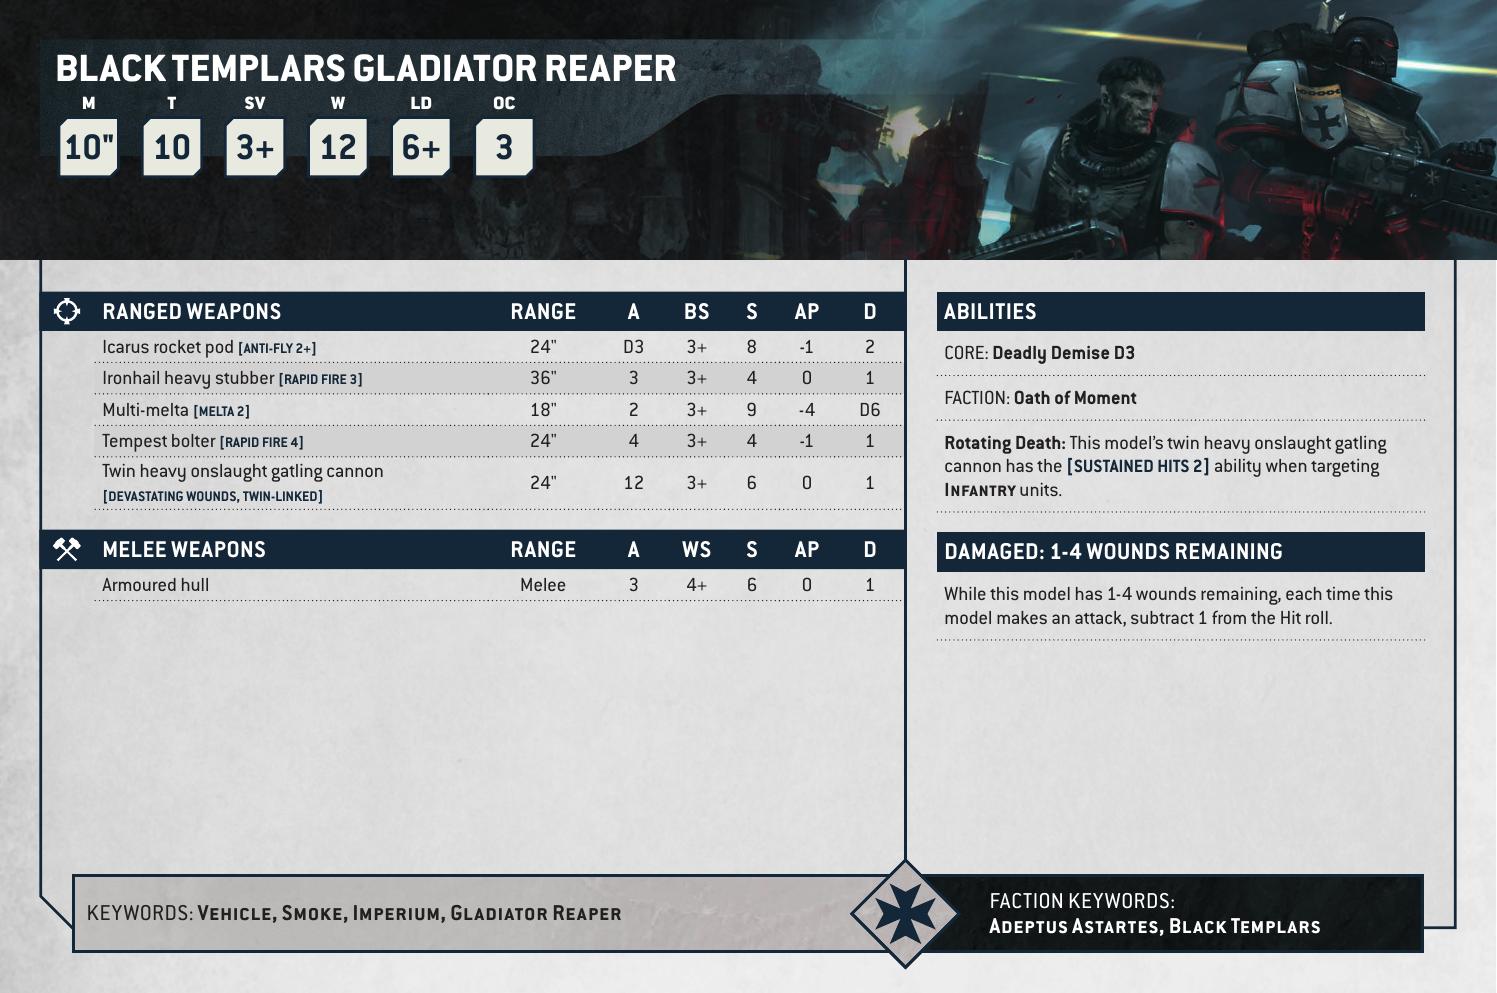 BLACK TEMPLARS GLADIATOR REAPER
M T SV W LD OC
10" 10 3+ 12 6+ 3
RANGED WEAPONS RANGE A BS S AP D
Icarus rocket pod [ANTI-FLY 2+] 24" D3 3+ 8 -1 2
Ironhail heavy stubber [RAPID FIRE 3] 36" 3 3+ 4 0 1
Multi-melta [MELTA 2] 18" 2 3+ 9 -4 D6
Tempest bolter [RAPID FIRE 4] 24" 4 3+ 4 -1 1
Twin heavy onslaught gatling cannon
[DEVASTATING WOUNDS, TWIN-LINKED] 24" 12 3+ 6 0 1
MELEE WEAPONS RANGE A WS S AP D
Armoured hull Melee 3 4+ 6 0 1
ABILITIES
CORE: Deadly Demise D3
FACTION: Oath of Moment
Rotating Death: This model's twin heavy onslaught gatling
cannon has the [SUSTAINED HITS 2] ability when targeting
INFANTRY units.
DAMAGED: 1-4 WOUNDS REMAINING
While this model has 1-4 wounds remaining, each time this
model makes an attack, subtract 1 from the Hit roll.
KEYWORDS: VEHICLE, SMOKE, IMPERIUM, GLADIATOR REAPER
FACTION KEYWORDS:
ADEPTUS ASTARTES, BLACK TEMPLARS